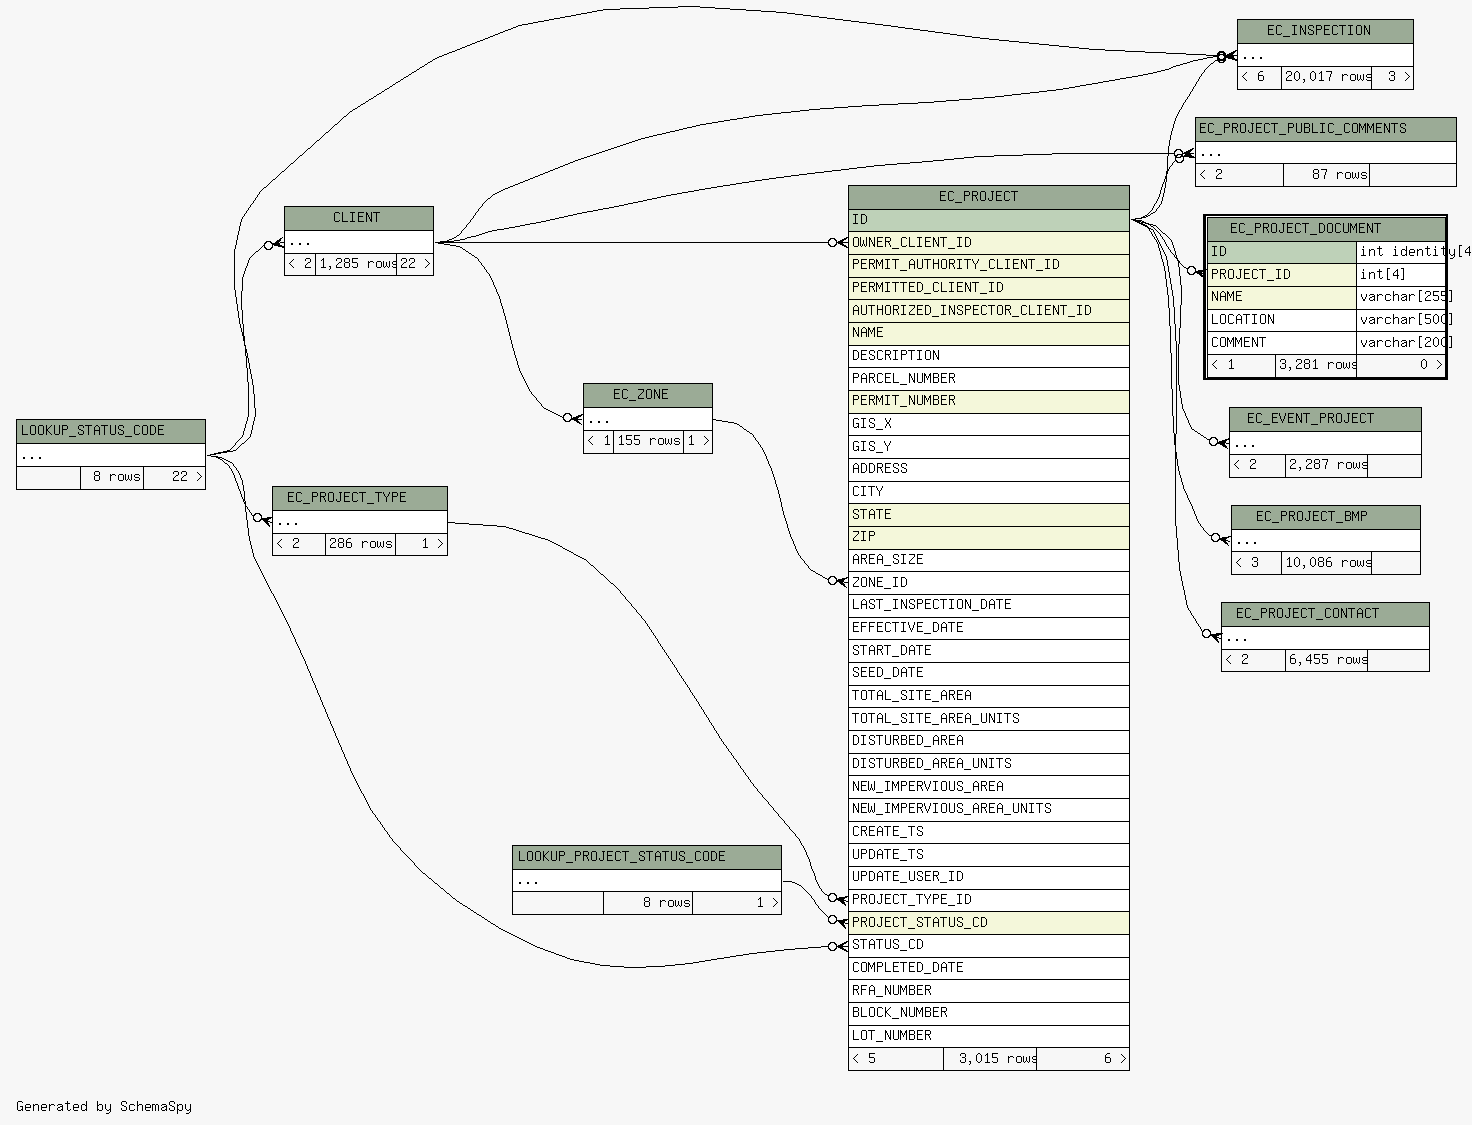 EC_INSPECTION
...
< 6 20,017 rows 3 >
EC_PROJECT_PUBLIC_COMMENTS
...
< 2 87 rows
EC_PROJECT
ID
OWNER_CLIENT_ID
PERMIT_AUTHORITY_CLIENT_ID
PERMITTED_CLIENT_ID
AUTHORIZED_INSPECTOR_CLIENT_ID
NAME
DESCRIPTION
PARCEL_NUMBER
PERMIT_NUMBER
GIS_X
GIS_Y
ADDRESS
CITY
STATE
ZIP
AREA_SIZE
ZONE_ID
LAST_INSPECTION_DATE
EFFECTIVE_DATE
START_DATE
SEED_DATE
TOTAL_SITE_AREA
TOTAL_SITE_AREA_UNITS
DISTURBED_AREA
DISTURBED_AREA_UNITS
NEW_IMPERVIOUS_AREA
NEW_IMPERVIOUS_AREA_UNITS
CREATE_TS
UPDATE_TS
UPDATE_USER_ID
PROJECT_TYPE_ID
PROJECT_STATUS_CD
STATUS_CD
COMPLETED_DATE
RFA_NUMBER
BLOCK_NUMBER
LOT_NUMBER
< 5 3,015 rows 6 >
CLIENT
...
< 2 1,285 rows 22 >
EC_PROJECT_DOCUMENT
ID int identity[4
PROJECT_ID int[4]
NAME varchar[255]
LOCATION varchar[500]
COMMENT varchar[200]
< 1 3,281 rows 0 >
EC_ZONE
...
< 1 155 rows 1 >
LOOKUP_STATUS_CODE
...
8 rows 22 >
EC_EVENT_PROJECT
...
< 2 2,287 rows
EC_PROJECT_TYPE
...
< 2 286 rows 1 >
EC_PROJECT_BMP
...
< 3 10,086 rows
EC_PROJECT_CONTACT
...
< 2 6,455 rows
LOOKUP_PROJECT_STATUS_CODE
...
8 rows 1 >
Generated by SchemaSpy